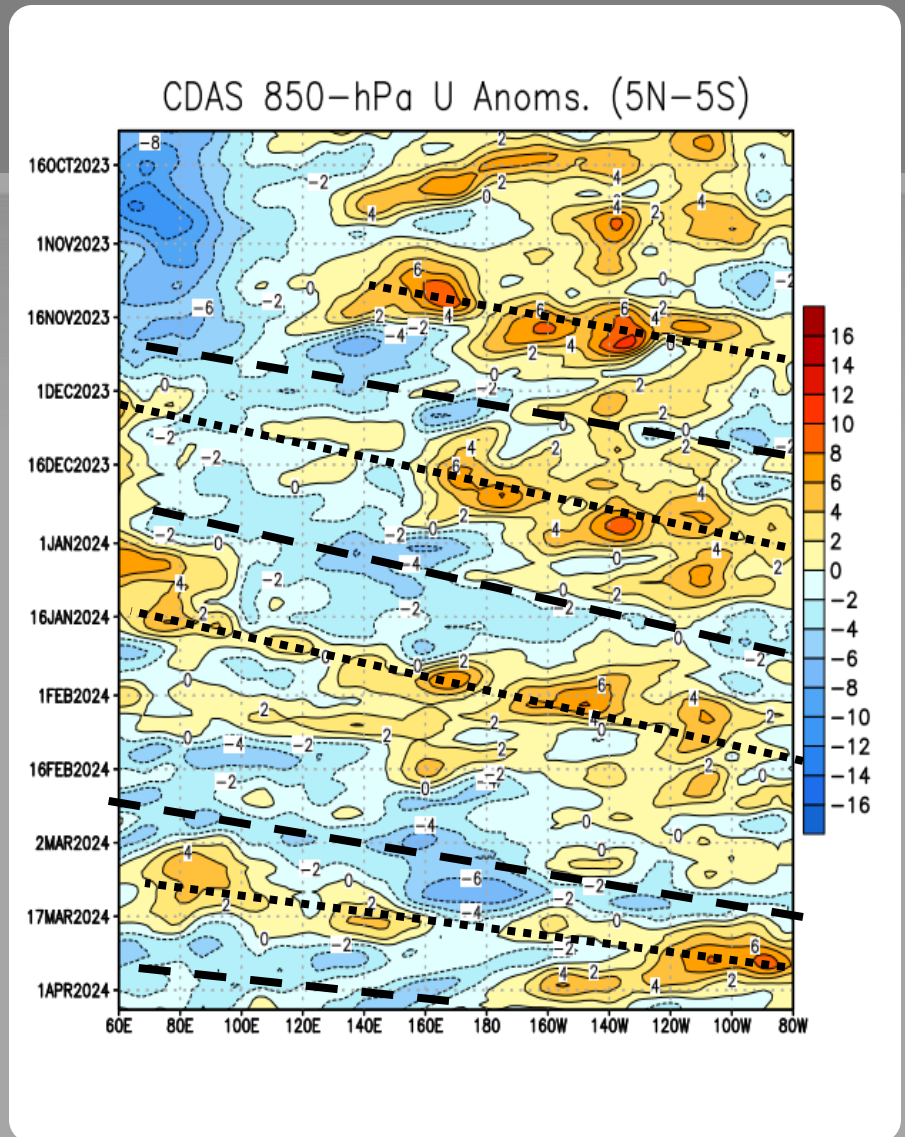 CDAS 850-hPa U Anoms. (5N-5S)
16OCT2023
1NOV2023
16NOV2023
1DEC2023
16DEC2023
1JAN2024
16JAN2024
1FEB2024
16FEB2024
2MAR2024
17MAR2024
1APR2024
60E 80E 100E 120E 140E 160E 180 160W 140W 120W 100W 80W
16
14
12
10
8
6
4
2
0
-2
-4
-6
-8
-10
-12
-14
-16